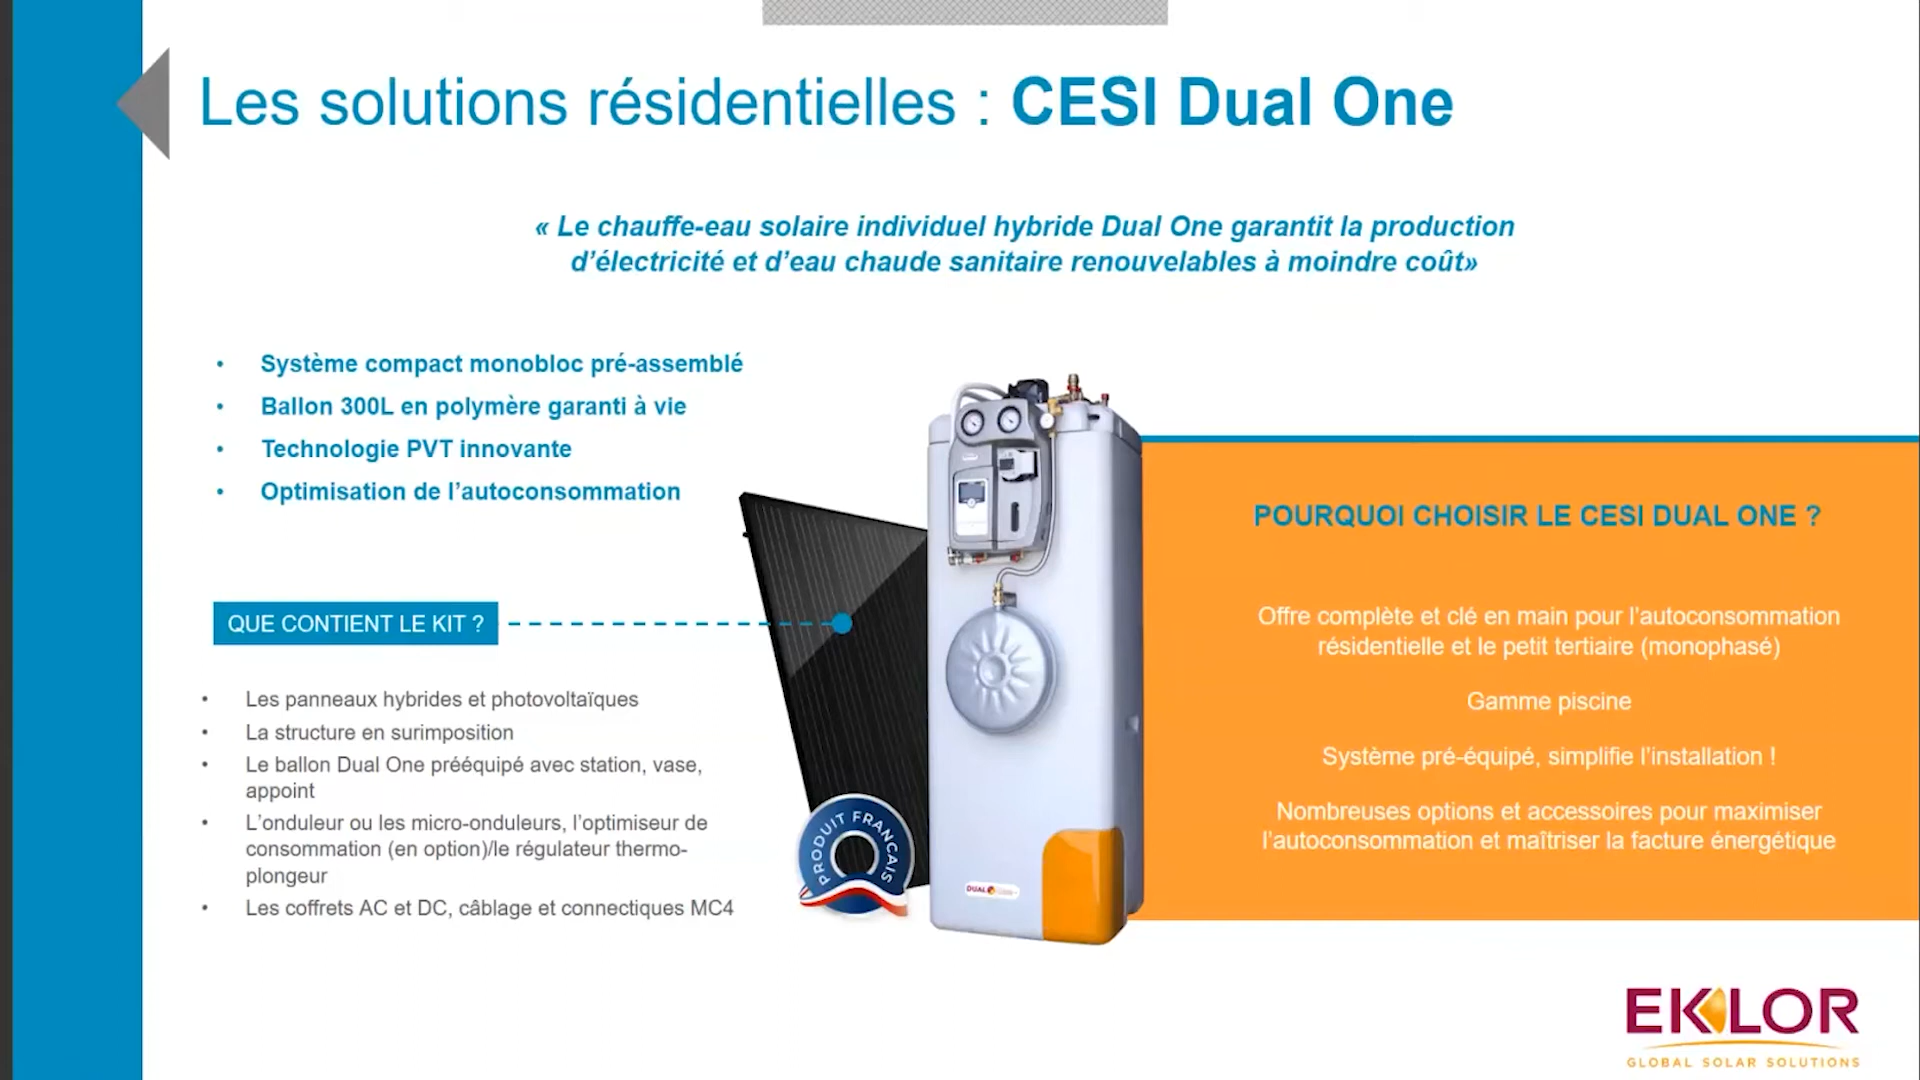 Les solutions résidentielles : CESI Dual One
« Le chauffe-eau solaire individuel hybride Dual One garantit la production
d’électricité et d’eau chaude sanitaire renouvelables à moindre coût»
• Système compact monobloc pré-assemblé
• Ballon 300L en polymère garanti à vie
• Technologie PVT innovante
• Optimisation de l’autoconsommation
QUE CONTIENT LE KIT ?
• Les panneaux hybrides et photovoltaïques
• La structure en surimposition
• Le ballon Dual One prééquipé avec station, vase,
appoint
• L’onduleur ou les micro-onduleurs, l’optimiseur de
consommation (en option)/le régulateur thermo-
plongeur
• Les coffrets AC et DC, câblage et connectiques MC4
PRODUIT FRANCAIS
DUAL
POURQUOI CHOISIR LE CESI DUAL ONE ?
Offre complète et clé en main pour l’autoconsommation
résidentielle et le petit tertiaire (monophasé)
Gamme piscine
Système pré-équipé, simplifie l’installation !
Nombreuses options et accessoires pour maximiser
l’autoconsommation et maîtriser la facture énergétique
EKLOR
GLOBAL SOLAR SOLUTIONS